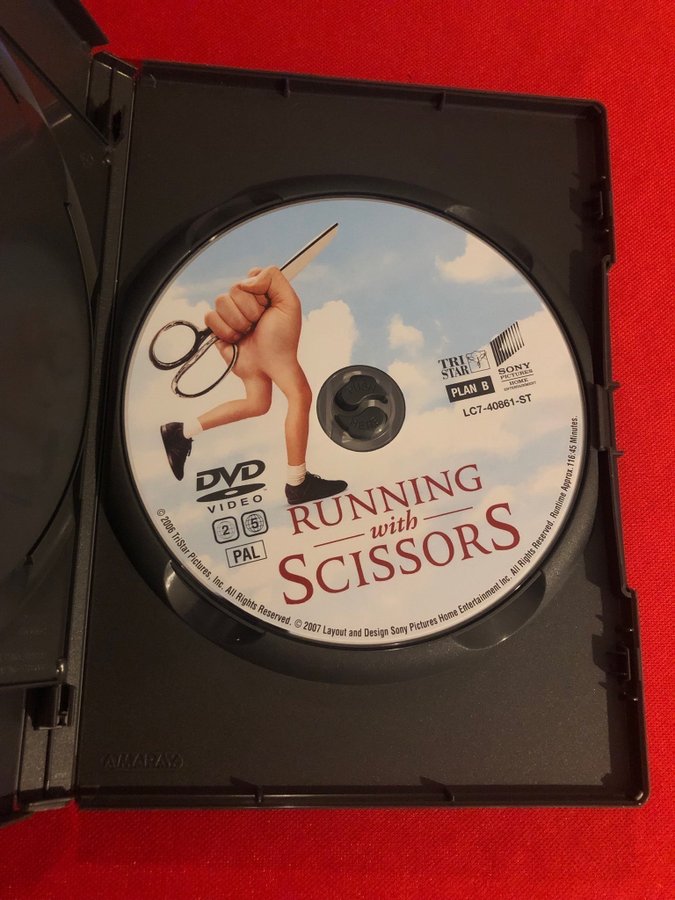 TRI
STAR
SONY
PICTURES
HOME
ENTERTAINMENT
PLAN B
LC7-40861-ST
DVD
VIDEO
2 5
PAL
RUNNING
with
SCISSORS
© 2006 TriStar Pictures, Inc. All Rights Reserved. © 2007 Layout and Design Sony Pictures Home Entertainment Inc. All Rights Reserved. Runtime Approx. 116:45 Minutes.
AMARAY